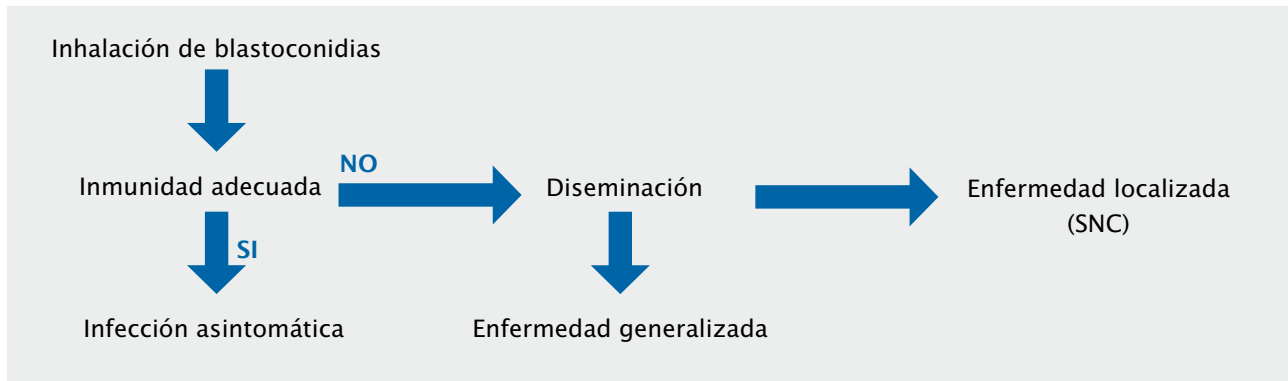 Inhalación de blastoconidias
NO
Inmunidad adecuada
Diseminación
Enfermedad localizada
(SNC)
SI
Infección asintomática
Enfermedad generalizada